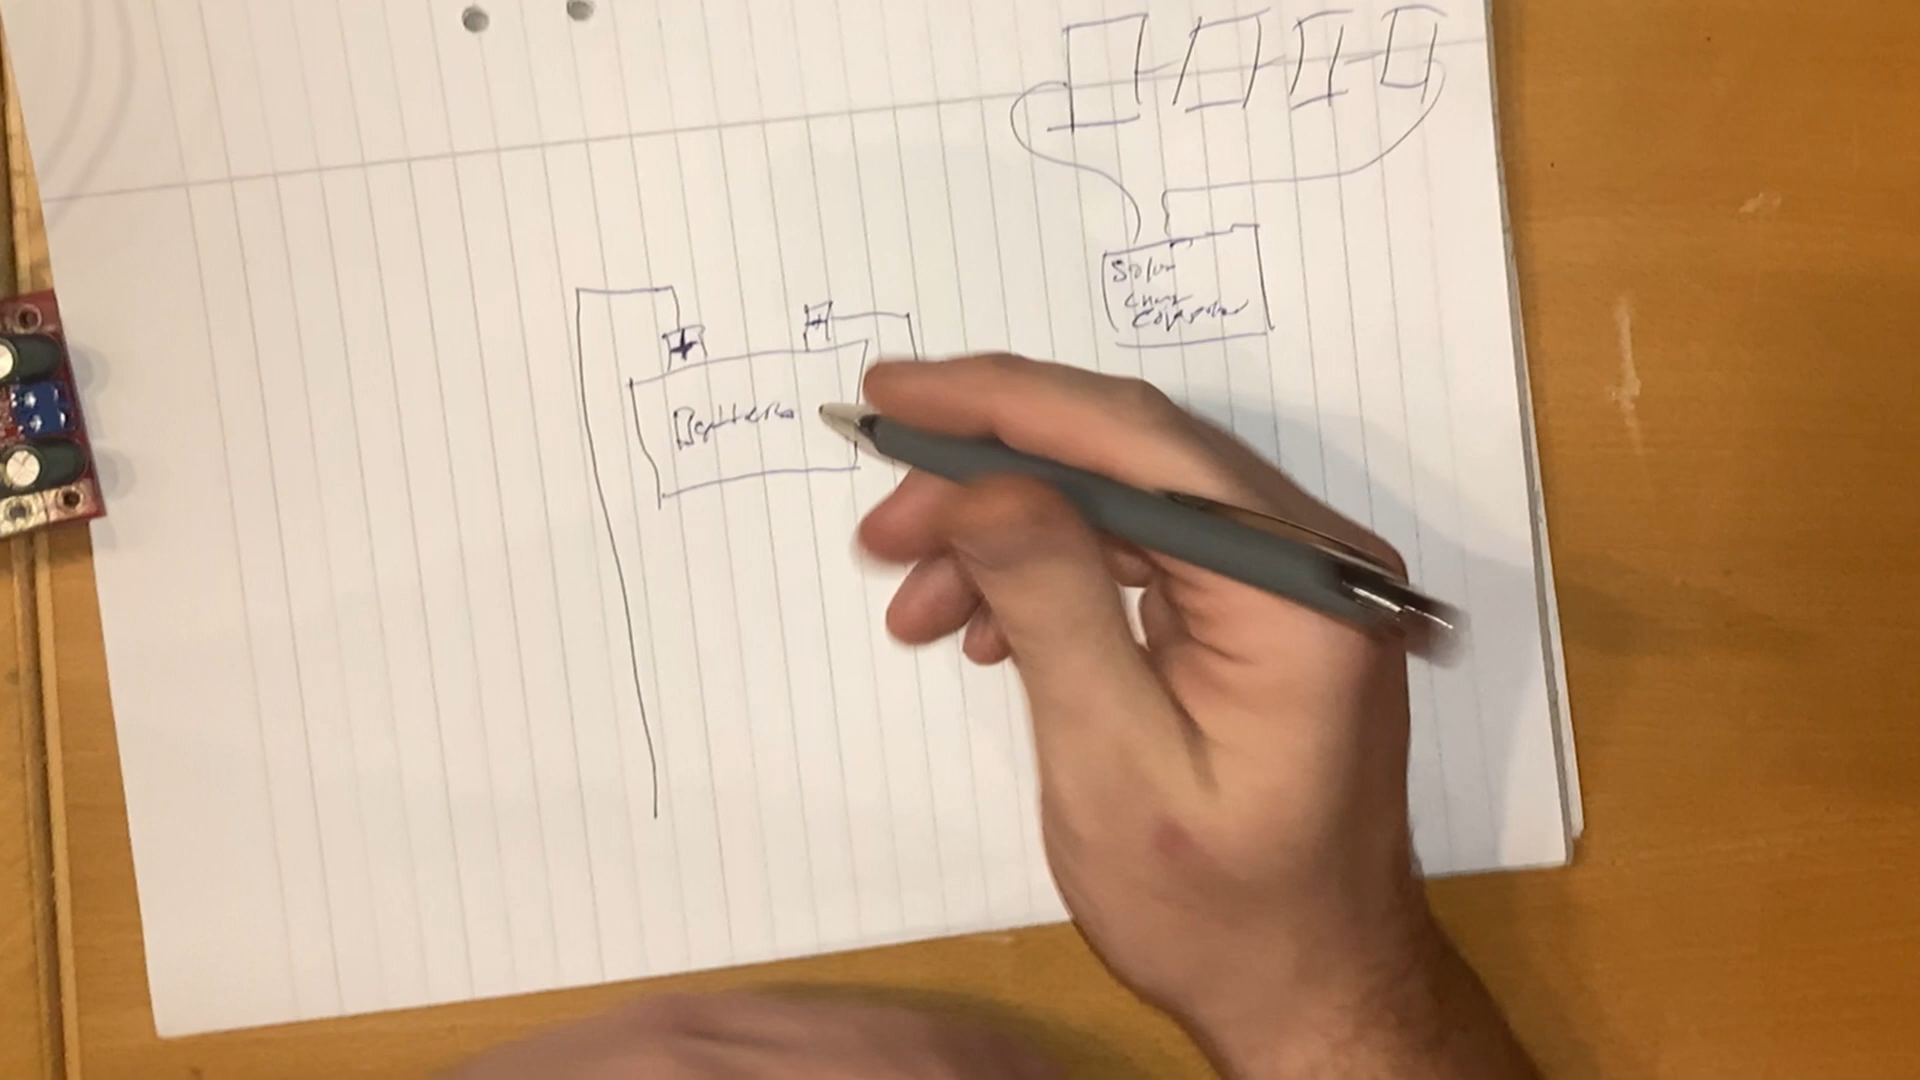 Solar
Charge
Controller
+
Battery